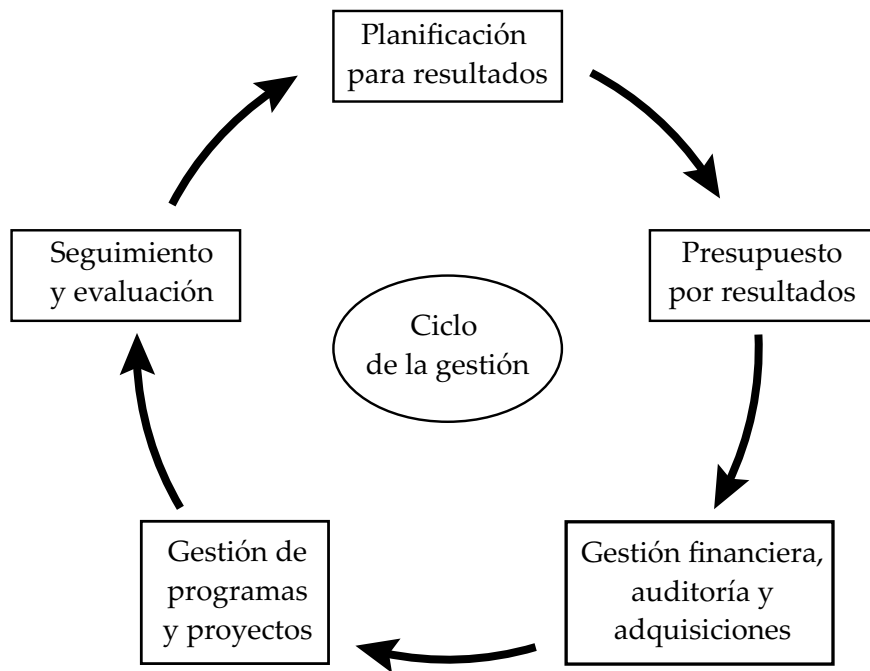 Planificación
para resultados
Presupuesto
por resultados
Gestión financiera,
auditoría y
adquisiciones
Gestión de
programas
y proyectos
Seguimiento
y evaluación
Ciclo
de la gestión